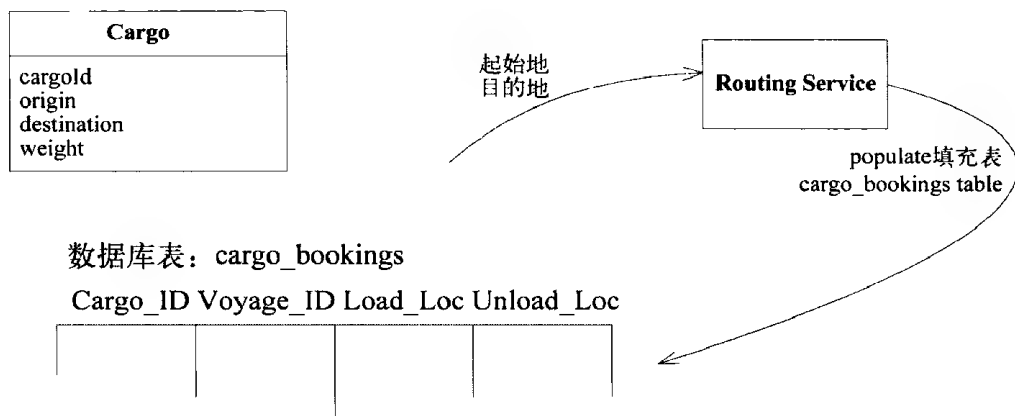 Cargo
cargoId
origin
destination
weight
起始地
目的地
Routing Service
populate填充表
cargo_bookings table
数据库表：cargo_bookings
Cargo_ID Voyage_ID Load_Loc Unload_Loc